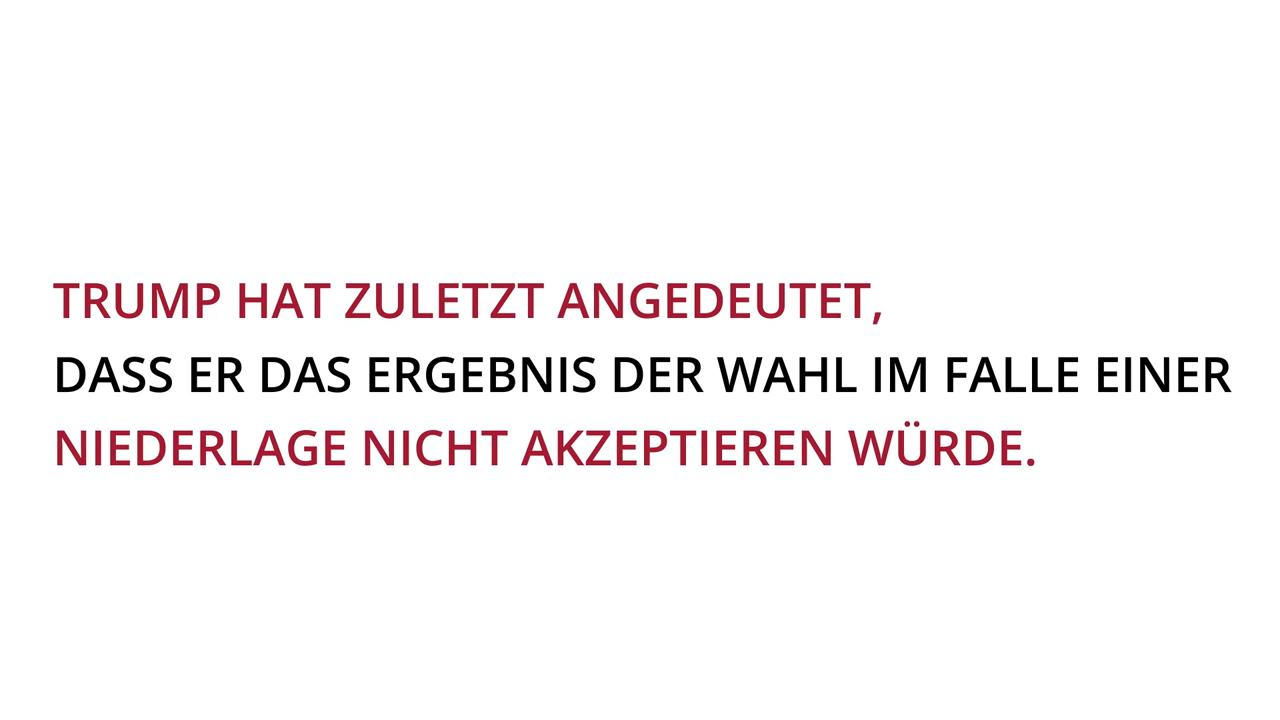 TRUMP HAT ZULETZT ANGEDEUTET,
DASS ER DAS ERGEBNIS DER WAHL IM FALLE EINER
NIEDERLAGE NICHT AKZEPTIEREN WÜRDE.